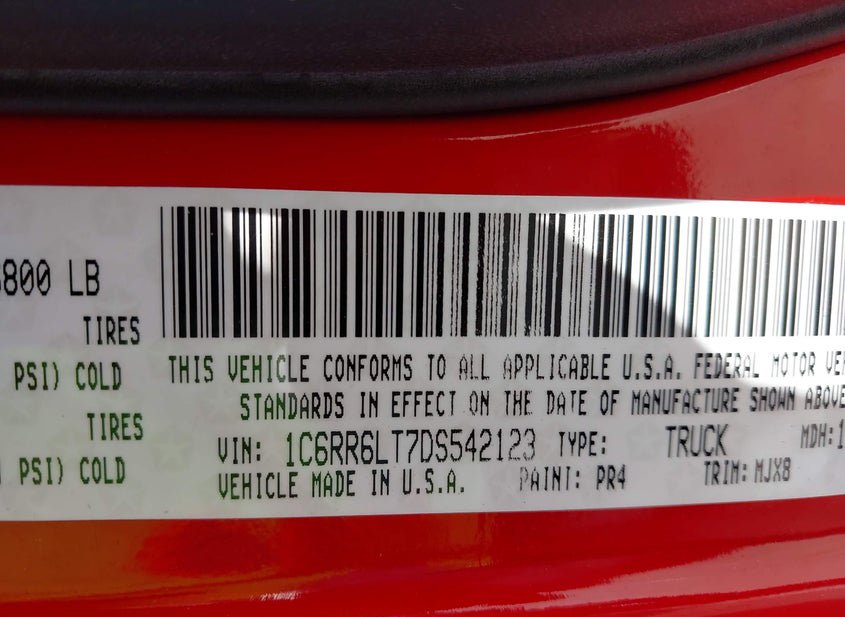 800 LB
TIRES
PSI) COLD
TIRES
PSI) COLD
THIS VEHICLE CONFORMS TO ALL APPLICABLE U.S.A. FEDERAL MOTOR VEH
STANDARDS IN EFFECT ON THE DATE OF MANUFACTURE SHOWN ABOVE
VIN: 1C6RR6LT7DS542123 TYPE: TRUCK MDH:1
VEHICLE MADE IN U.S.A. PAINT: PR4 TRIM: MJX8